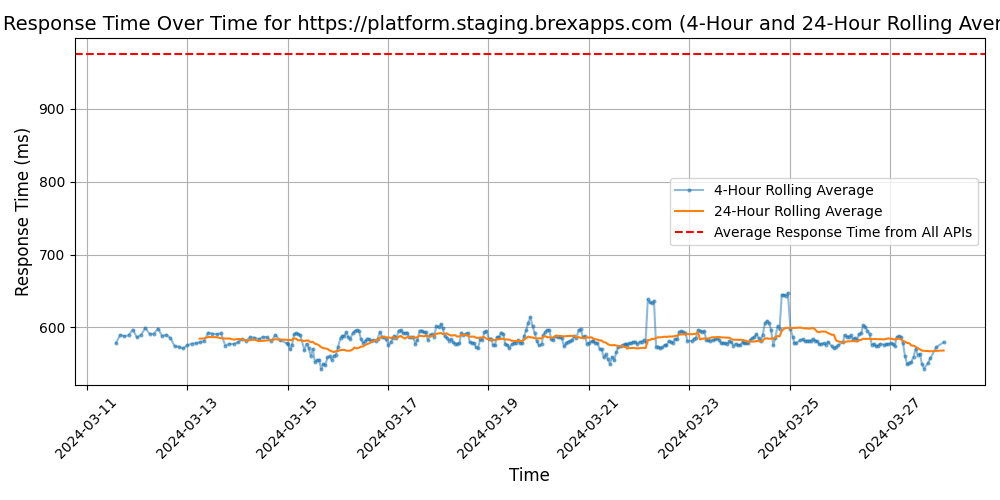 Response Time Over Time for https://platform.staging.brexapps.com (4-Hour and 24-Hour Rolling Aver
Response Time (ms)
900
800
700
600
4-Hour Rolling Average
24-Hour Rolling Average
Average Response Time from All APIs
2024-03-11
2024-03-13
2024-03-15
2024-03-17
2024-03-19
2024-03-21
2024-03-23
2024-03-25
2024-03-27
Time